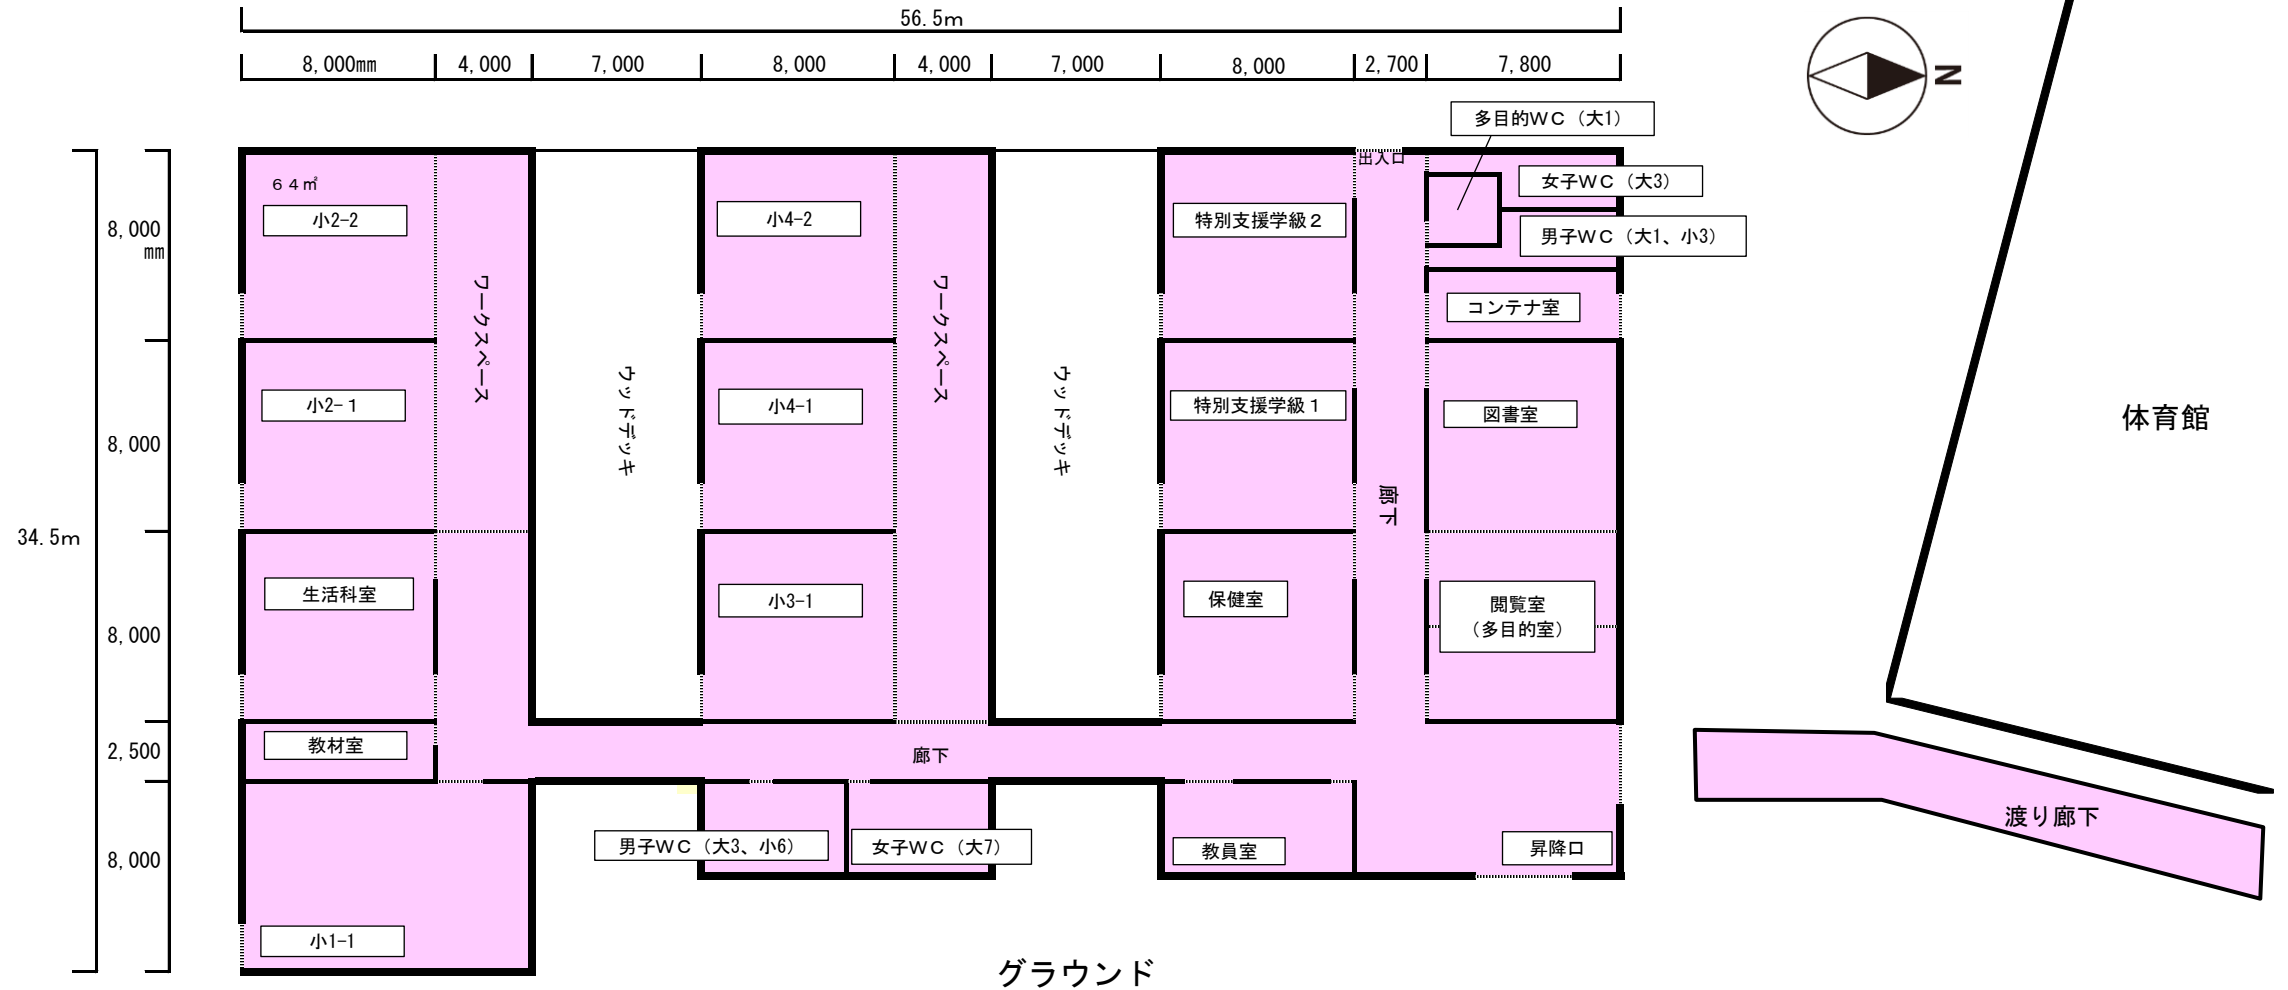 56.5m
8,000mm
4,000
7,000
8,000
4,000
7,000
8,000
2,700
7,800
N
多目的WC（大1）
出入口
64㎡
女子WC（大3）
小2-2
小4-2
特別支援学級2
男子WC（大1、小3）
8,000
mm
コンテナ室
ワークスペース
ワークスペース
小2-1
小4-1
特別支援学級1
図書室
体育館
ウッドデッキ
ウッドデッキ
8,000
廊下
34.5m
生活科室
小3-1
保健室
閲覧室
（多目的室）
8,000
教材室
2,500
廊下
渡り廊下
8,000
男子WC（大3、小6）
女子WC（大7）
教員室
昇降口
小1-1
グラウンド